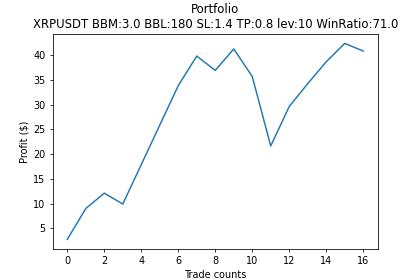 Portfolio
XRPUSDT BBM:3.0 BBL:180 SL:1.4 TP:0.8 lev:10 WinRatio:71.0
40
35
30
25
20
15
10
5
Profit ($)
0 2 4 6 8 10 12 14 16
Trade counts